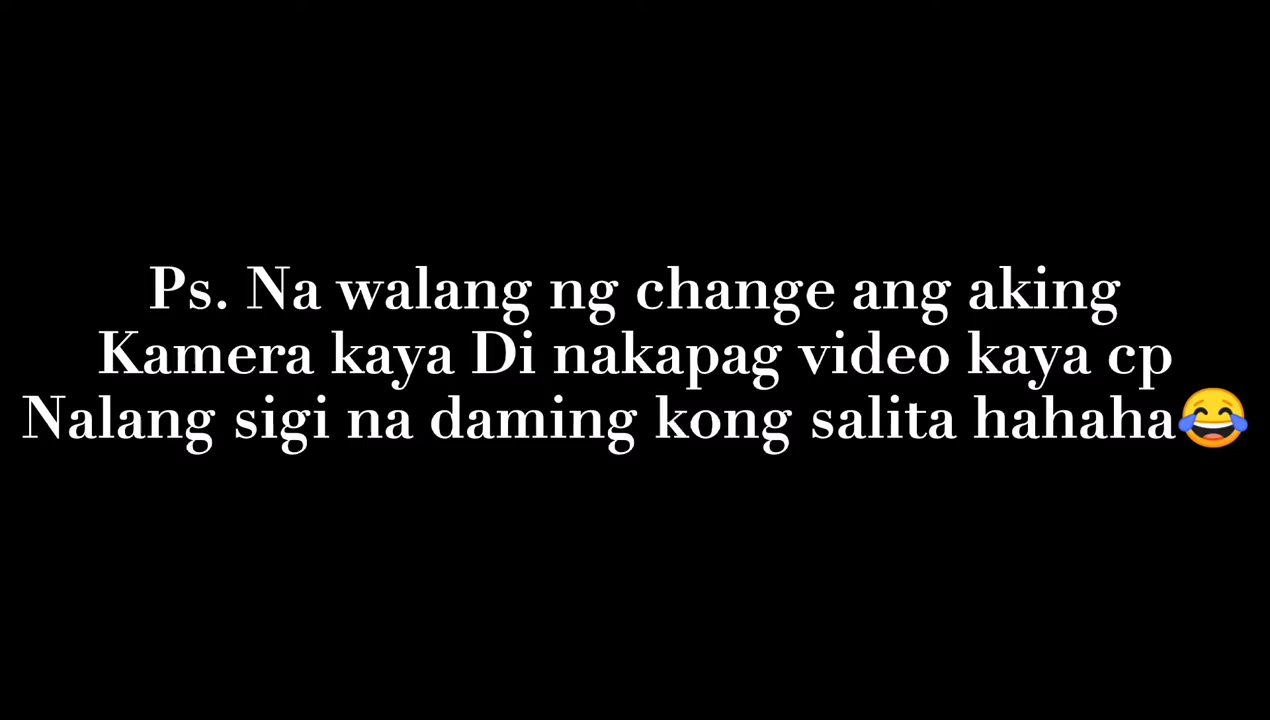 Ps. Na walang ng change ang aking
Kamera kaya Di nakapag video kaya cp
Nalang sigi na daming kong salita hahaha😂